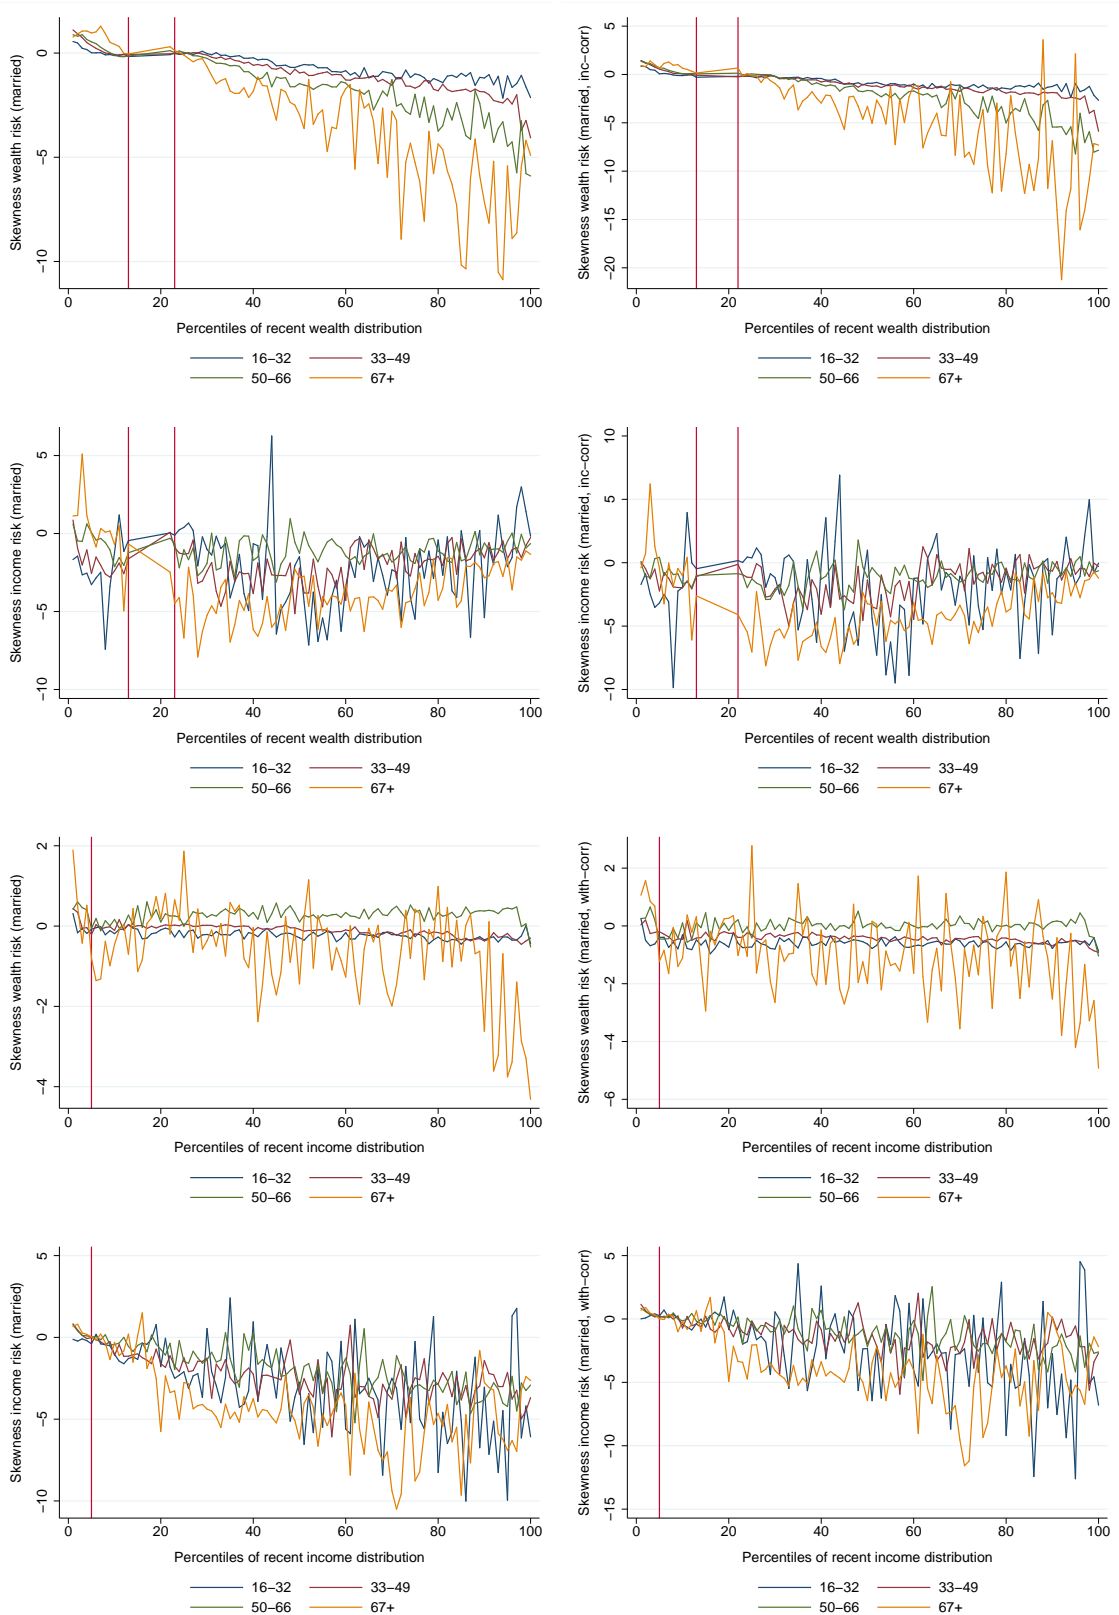 Skewness wealth risk (married)
0
−5
−10
0 20 40 60 80 100
Percentiles of recent wealth distribution
16−32 33−49
50−66 67+
Skewness wealth risk (married, inc−corr)
5
0
−5
−10
−15
−20
0 20 40 60 80 100
Percentiles of recent wealth distribution
16−32 33−49
50−66 67+
Skewness income risk (married)
5
0
−5
−10
0 20 40 60 80 100
Percentiles of recent wealth distribution
16−32 33−49
50−66 67+
Skewness income risk (married, inc−corr)
10
5
0
−5
−10
0 20 40 60 80 100
Percentiles of recent wealth distribution
16−32 33−49
50−66 67+
Skewness wealth risk (married)
2
0
−2
−4
0 20 40 60 80 100
Percentiles of recent income distribution
16−32 33−49
50−66 67+
Skewness wealth risk (married, wlth−corr)
2
0
−2
−4
−6
0 20 40 60 80 100
Percentiles of recent income distribution
16−32 33−49
50−66 67+
Skewness income risk (married)
5
0
−5
−10
0 20 40 60 80 100
Percentiles of recent income distribution
16−32 33−49
50−66 67+
Skewness income risk (married, wlth−corr)
5
0
−5
−10
−15
0 20 40 60 80 100
Percentiles of recent income distribution
16−32 33−49
50−66 67+